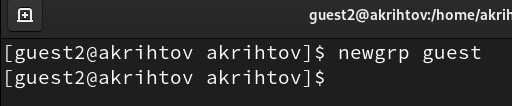 guest2@akrihtov:/home/akrih
[guest2@akrihtov akrihtov]$ newgrp guest
[guest2@akrihtov akrihtov]$